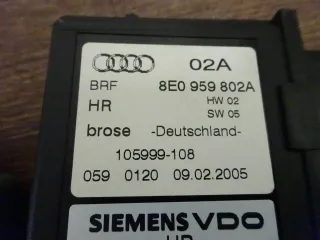 02A
BRF 8E0 959 802A
HR HW 02
SW 05
brose -Deutschland-
105999-108
059 0120 09.02.2005
SIEMENS VDO
HR